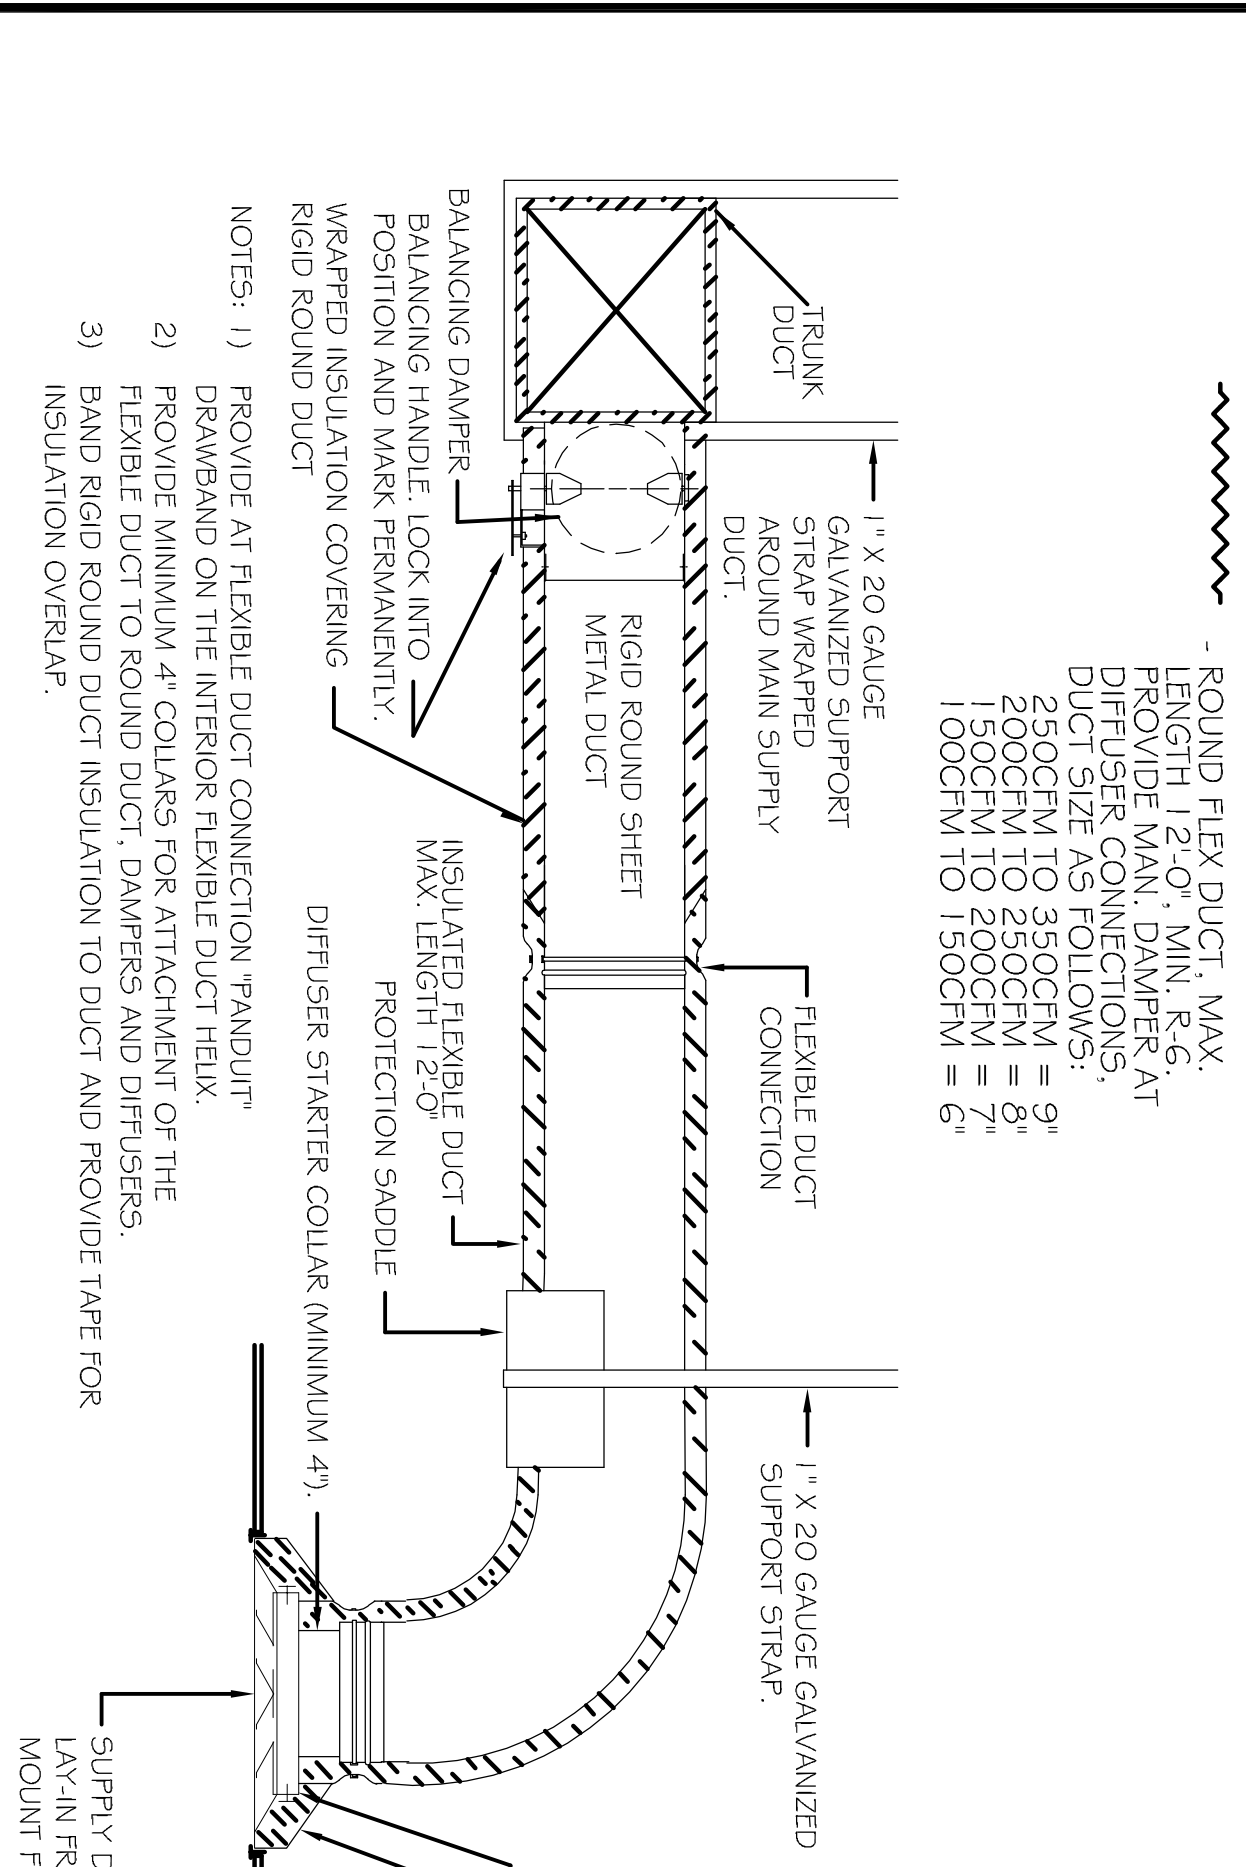 - ROUND FLEX DUCT, MAX.
LENGTH 12'-0", MIN. R-6.
PROVIDE MAN. DAMPER AT
DIFFUSER CONNECTIONS,
DUCT SIZE AS FOLLOWS:
250CFM TO 350CFM = 9"
200CFM TO 250CFM = 8"
150CFM TO 200CFM = 7"
100CFM TO 150CFM = 6"
TRUNK
DUCT
1" X 20 GAUGE
GALVANIZED SUPPORT
STRAP WRAPPED
AROUND MAIN SUPPLY
DUCT.
FLEXIBLE DUCT
CONNECTION
1" X 20 GAUGE GALVANIZED
SUPPORT STRAP.
RIGID ROUND SHEET
METAL DUCT
BALANCING DAMPER
BALANCING HANDLE. LOCK INTO
POSITION AND MARK PERMANENTLY.
WRAPPED INSULATION COVERING
RIGID ROUND DUCT
INSULATED FLEXIBLE DUCT
MAX. LENGTH 12'-0"
PROTECTION SADDLE
DIFFUSER STARTER COLLAR (MINIMUM 4").
NOTES: 1) PROVIDE AT FLEXIBLE DUCT CONNECTION "PANDUIT"
DRAWBAND ON THE INTERIOR FLEXIBLE DUCT HELIX.
2) PROVIDE MINIMUM 4" COLLARS FOR ATTACHMENT OF THE
FLEXIBLE DUCT TO ROUND DUCT, DAMPERS AND DIFFUSERS.
3) BAND RIGID ROUND DUCT INSULATION TO DUCT AND PROVIDE TAPE FOR
INSULATION OVERLAP.
SUPPLY
LAY-IN
MOUNT